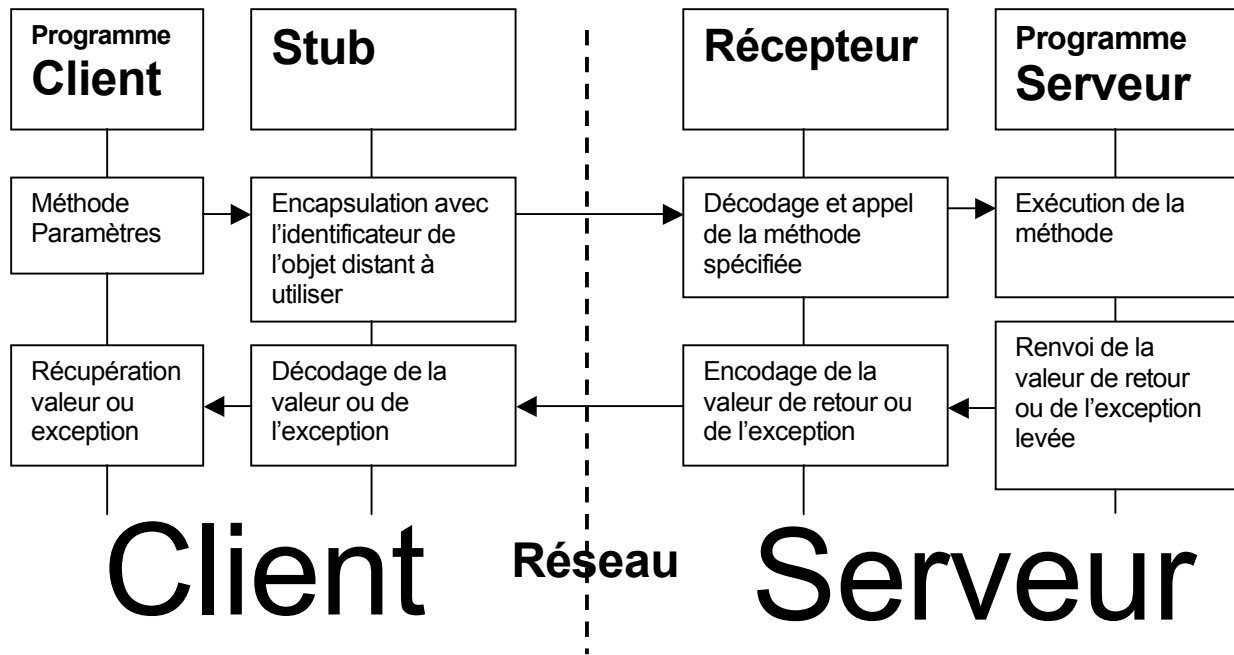 Programme
Client
Stub
Récepteur
Programme
Serveur
Méthode
Paramètres
Encapsulation avec
l'identificateur de
l'objet distant à
utiliser
Décodage et appel
de la méthode
spécifiée
Exécution de la
méthode
Récupération
valeur ou
exception
Décodage de la
valeur ou de
l'exception
Encodage de la
valeur de retour ou
de l'exception
Renvoi de la
valeur de retour
ou de l'exception
levée
Client
Réseau
Serveur